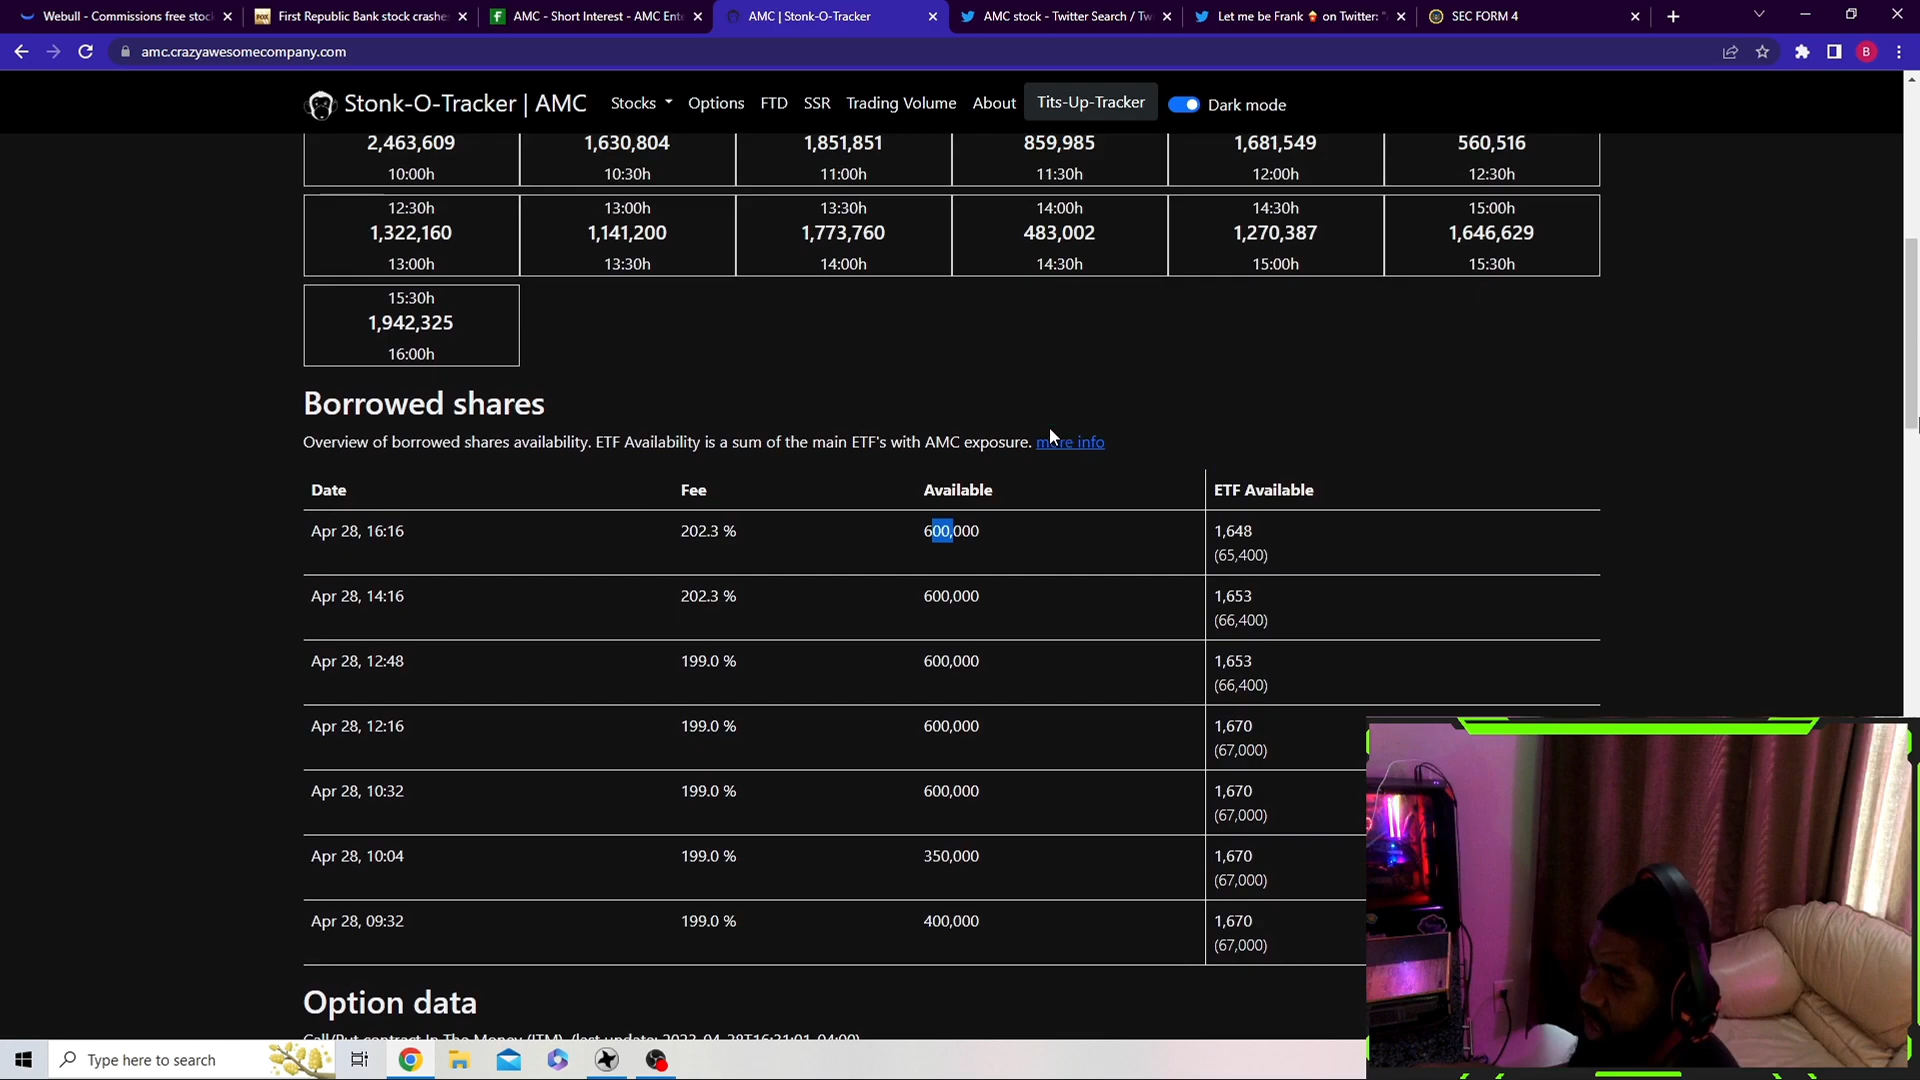 Webull - Commissions free stoc
First Republic Bank stock crashe
AMC - Short Interest - AMC Ent
AMC | Stonk-O-Tracker
AMC stock - Twitter Search / Tw
Let me be Frank 🍿 on Twitter: "
SEC FORM 4
amc.crazyawesomecompany.com
B
Stonk-O-Tracker | AMC
Stocks
Options
FTD
SSR
Trading Volume
About
Tits-Up-Tracker
Dark mode
2,463,609 1,630,804 1,851,851 859,985 1,681,549 560,516
10:00h 10:30h 11:00h 11:30h 12:00h 12:30h
12:30h 13:00h 13:30h 14:00h 14:30h 15:00h
1,322,160 1,141,200 1,773,760 483,002 1,270,387 1,646,629
13:00h 13:30h 14:00h 14:30h 15:00h 15:30h
15:30h
1,942,325
16:00h
Borrowed shares
Overview of borrowed shares availability. ETF Availability is a sum of the main ETF's with AMC exposure. more info
Date Fee Available ETF Available
Apr 28, 16:16 202.3 % 600,000 1,648
(65,400)
Apr 28, 14:16 202.3 % 600,000 1,653
(66,400)
Apr 28, 12:48 199.0 % 600,000 1,653
(66,400)
Apr 28, 12:16 199.0 % 600,000 1,670
(67,000)
Apr 28, 10:32 199.0 % 600,000 1,670
(67,000)
Apr 28, 10:04 199.0 % 350,000 1,670
(67,000)
Apr 28, 09:32 199.0 % 400,000 1,670
(67,000)
Option data
Type here to search